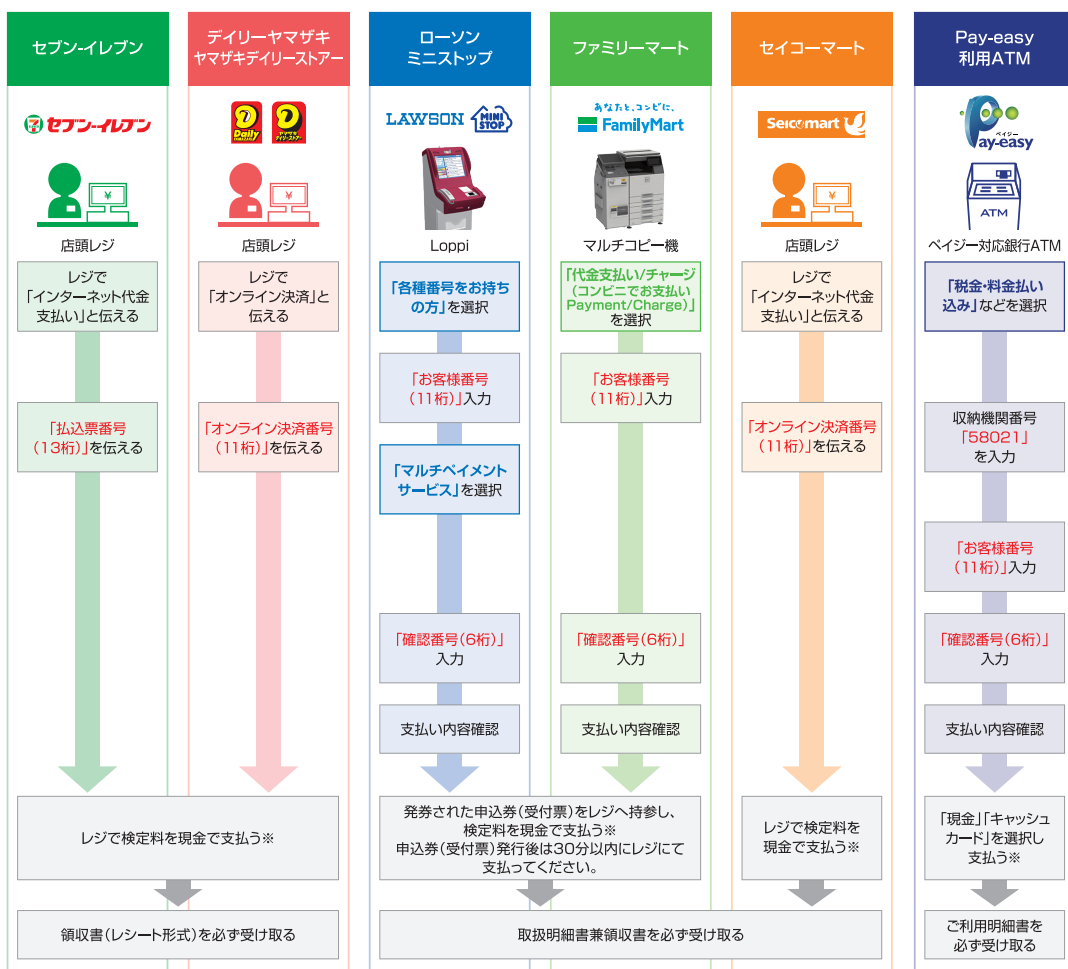 セブン-イレブン
デイリーヤマザキ
ヤマザキデイリーストアー
ローソン
ミニストップ
ファミリーマート
セイコーマート
Pay-easy
利用ATM
セブン-イレブン
Daily
YAMAZAKI
ヤマザキ
デイリーストアー
LAWSON
MINI
STOP
あなたと、コンビに、
FamilyMart
Seicomart
ペイジー
Pay-easy
¥
¥
¥
ATM
店頭レジ
店頭レジ
Loppi
マルチコピー機
店頭レジ
ペイジー対応銀行ATM
レジで
「インターネット代金
支払い」と伝える
「払込票番号
(13桁)」を伝える
レジで
「オンライン決済」と
伝える
「オンライン決済番号
(11桁)」を伝える
「各種番号をお持ち
の方」を選択
「お客様番号
(11桁)」入力
「マルチペイメント
サービス」を選択
「確認番号(6桁)」
入力
支払い内容確認
「代金支払い/チャージ
(コンビニでお支払い
Payment/Charge)」
を選択
「お客様番号
(11桁)」入力
「確認番号(6桁)」
入力
支払い内容確認
レジで
「インターネット代金
支払い」と伝える
「オンライン決済番号
(11桁)」を伝える
「税金・料金払い
込み」などを選択
収納機関番号
「58021」
を入力
「お客様番号
(11桁)」入力
「確認番号(6桁)」
入力
支払い内容確認
レジで検定料を現金で支払う※
発券された申込券(受付票)をレジへ持参し、
検定料を現金で支払う※
申込券(受付票)発行後は30分以内にレジにて
支払ってください。
レジで検定料を
現金で支払う※
「現金」「キャッシュ
カード」を選択し
支払う※
領収書(レシート形式)を必ず受け取る
取扱明細書兼領収書を必ず受け取る
ご利用明細書を
必ず受け取る